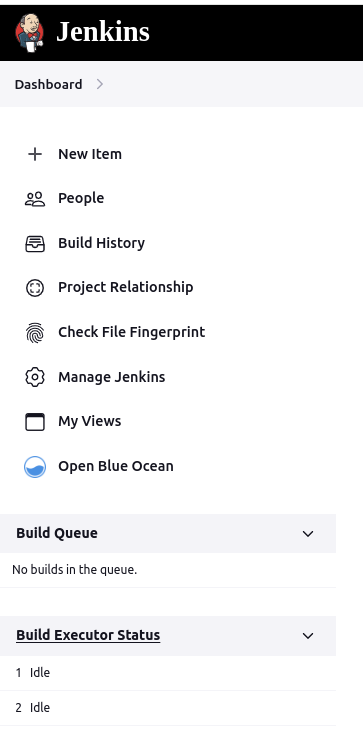 Jenkins
Dashboard
New Item
People
Build History
Project Relationship
Check File Fingerprint
Manage Jenkins
My Views
Open Blue Ocean
Build Queue
No builds in the queue.
Build Executor Status
1 Idle
2 Idle